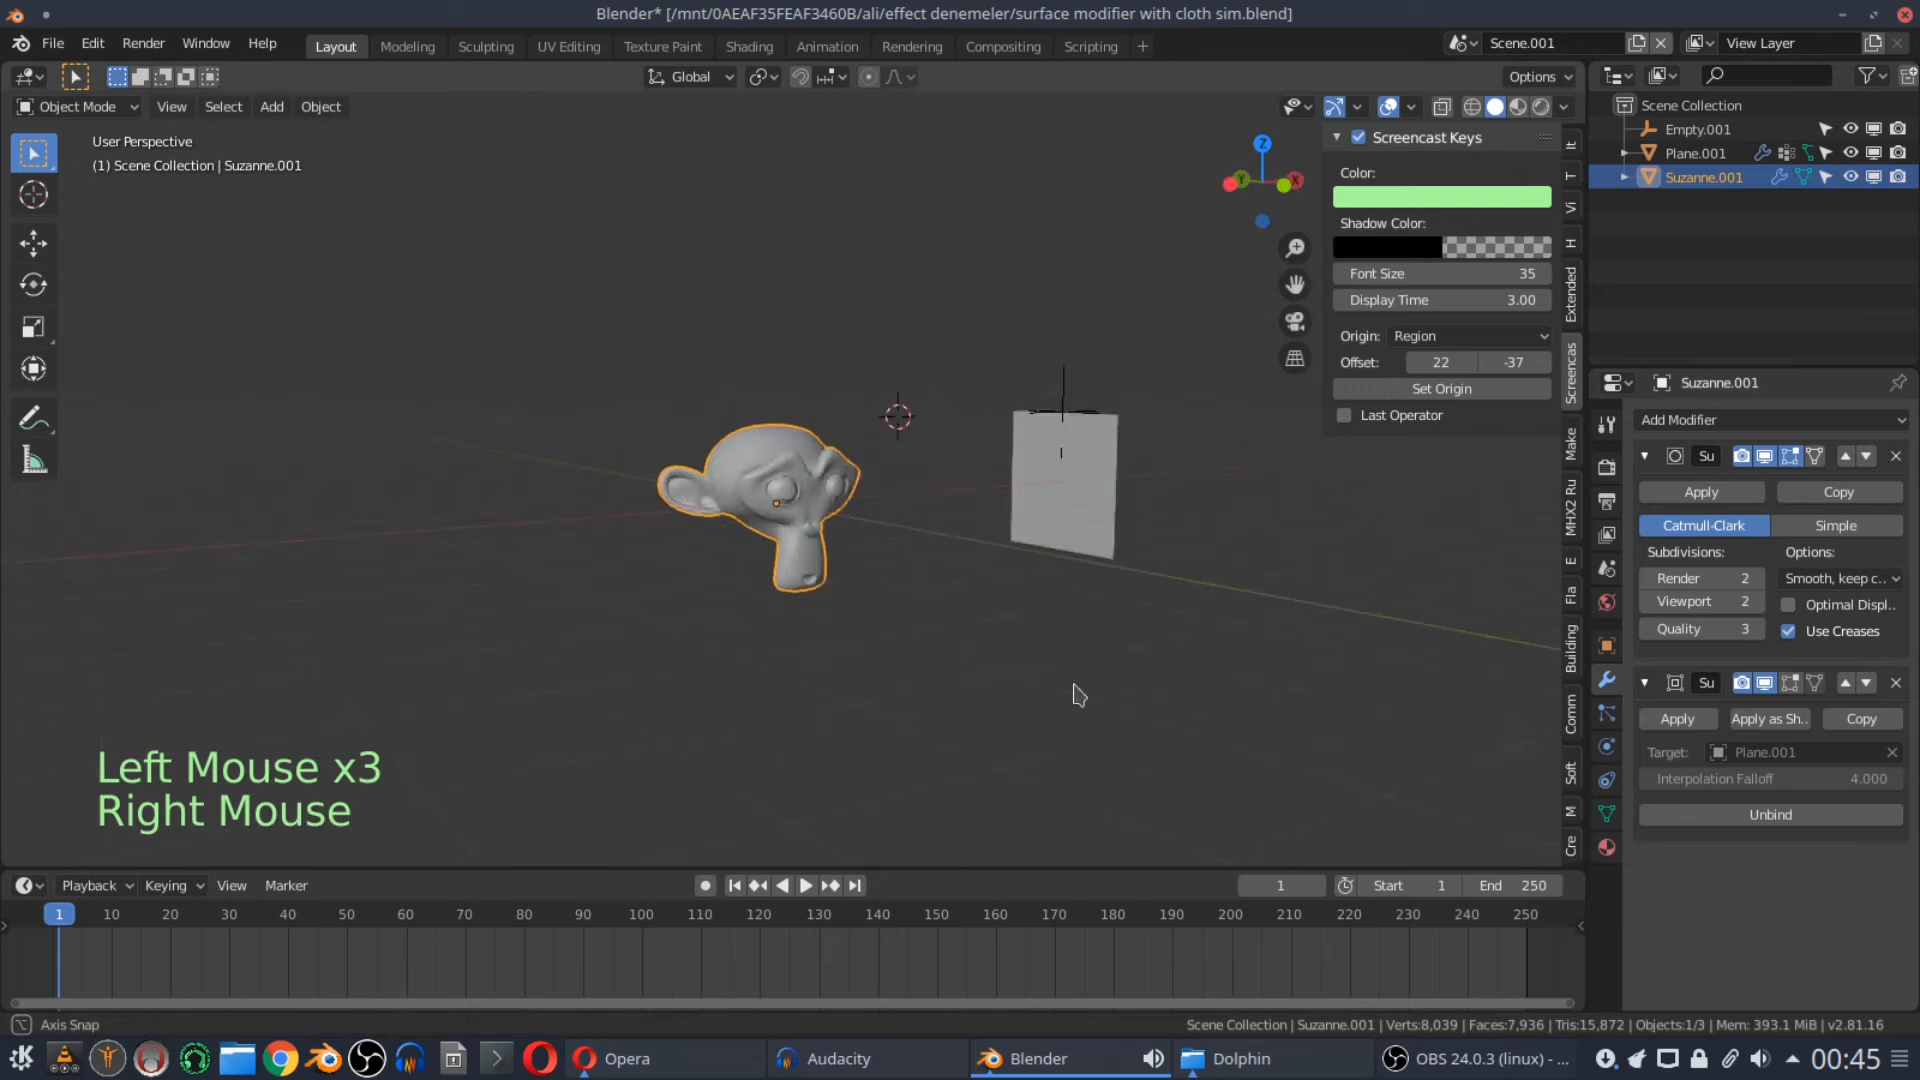 Blender* [/mnt/0AEAF35FEAF3460B/ali/effect denemeler/surface modifier with cloth sim.blend]
File Edit Render Window Help Layout Modeling Sculpting UV Editing Texture Paint Shading Animation Rendering Compositing Scripting + Scene.001 View Layer
Global Options
Object Mode View Select Add Object
User Perspective
(1) Scene Collection | Suzanne.001
Z
Y X
Screencast Keys
Color:
Shadow Color:
Font Size 35
Display Time 3.00
Origin: Region
Offset: 22 -37
Set Origin
Last Operator
It
T
Vi
H
Extended
Screencas
Make
MHX2 Ru
E
Fla
Building
Comm
Soft
M
Cre
Scene Collection
Empty.001
Plane.001
Suzanne.001
Suzanne.001
Add Modifier
Su
Apply Copy
Catmull-Clark Simple
Subdivisions: Options:
Render 2 Smooth, keep c..
Viewport 2 Optimal Displ..
Quality 3 Use Creases
Su
Apply Apply as Sh.. Copy
Target: Plane.001
Interpolation Falloff 4.000
Unbind
Left Mouse x3
Right Mouse
Playback Keying View Marker 1 Start 1 End 250
1 10 20 30 40 50 60 70 80 90 100 110 120 130 140 150 160 170 180 190 200 210 220 230 240 250
Axis Snap
Scene Collection | Suzanne.001 | Verts:8,039 | Faces:7,936 | Tris:15,872 | Objects:1/3 | Mem: 393.1 MiB | v2.81.16
Opera Audacity Blender Dolphin OBS 24.0.3 (linux) - ... 00:45